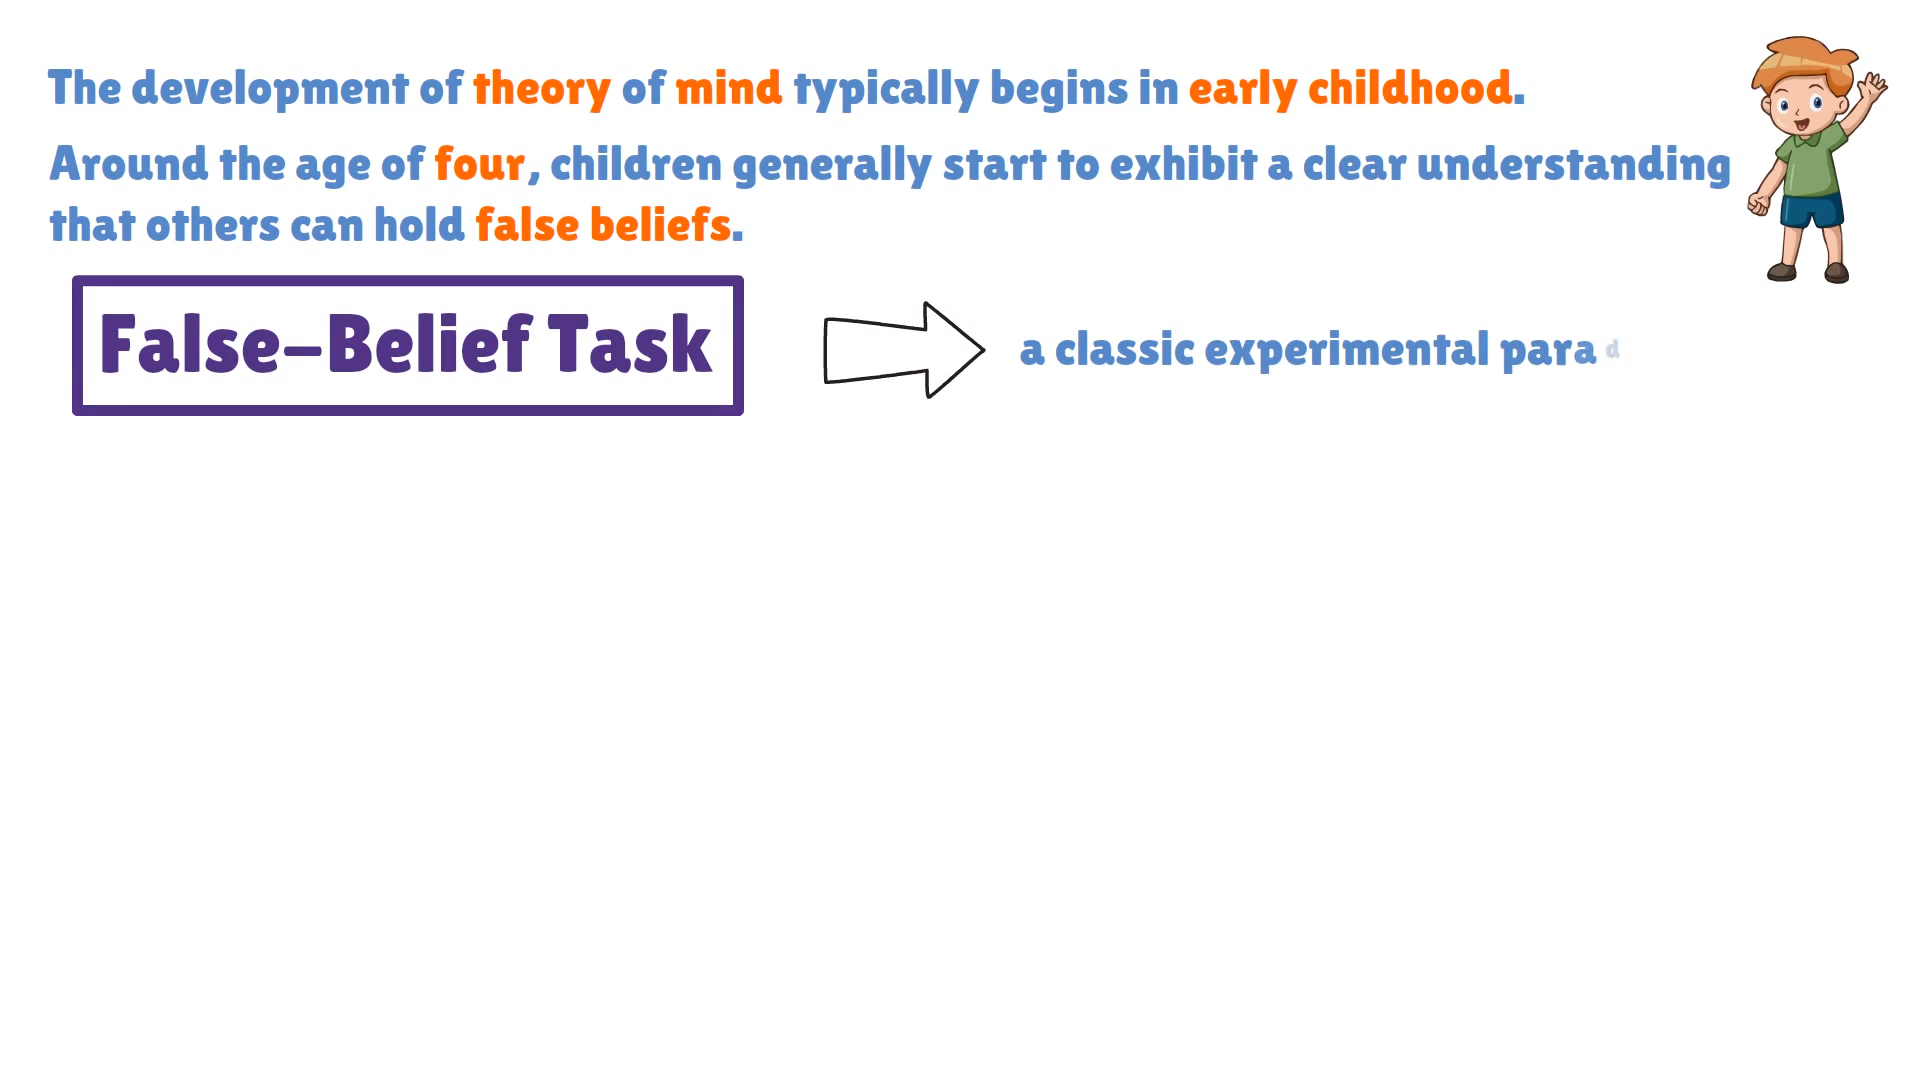 The development of theory of mind typically begins in early childhood.
Around the age of four, children generally start to exhibit a clear understanding
that others can hold false beliefs.
False-Belief Task
a classic experimental parad